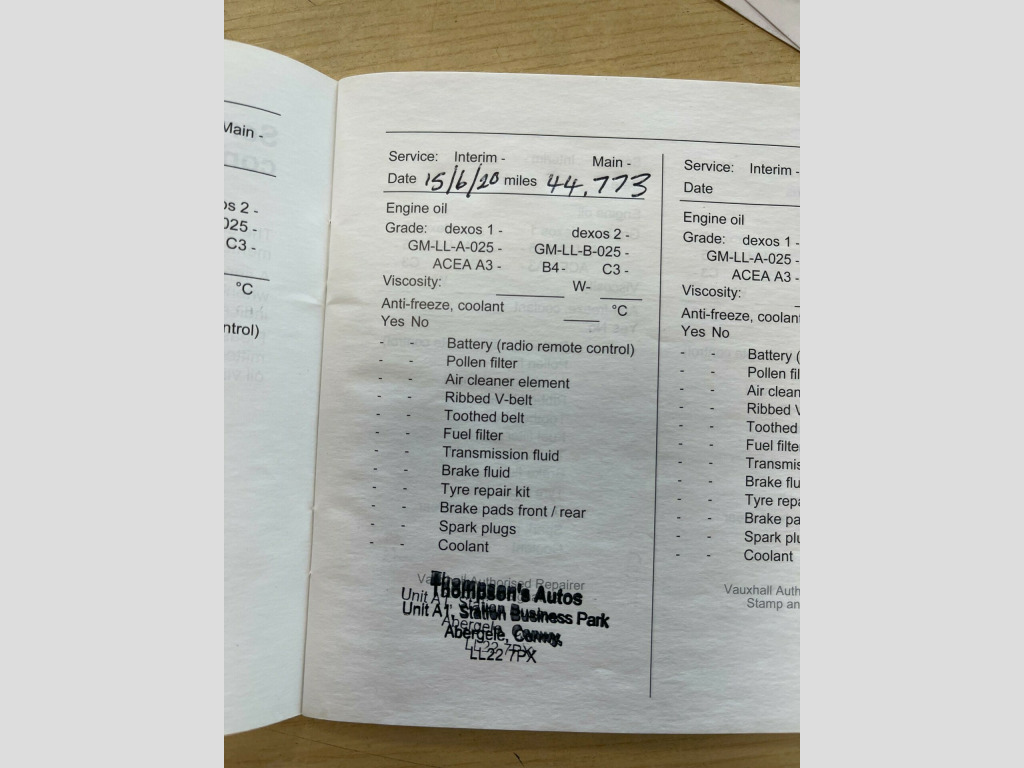 Main -
os 2 -
025 -
C3 -
°C
ntrol)
Service: Interim - Main -
Date 15/6/20 miles 44.773
Engine oil
Grade: dexos 1 - dexos 2 -
GM-LL-A-025 - GM-LL-B-025 -
ACEA A3 - B4 - C3 -
Viscosity: W-
Anti-freeze, coolant °C
Yes No
- - Battery (radio remote control)
- - Pollen filter
- - Air cleaner element
- - Ribbed V-belt
- - Toothed belt
- - Fuel filter
- - Transmission fluid
- - Brake fluid
- - Tyre repair kit
- - Brake pads front / rear
- - Spark plugs
- - Coolant
Vauxhall Authorised Repairer
Thompson's Autos
Unit A1, Station Business Park
Abergele, Conwy,
LL22 7PX
Service: Interim -
Date
Engine oil
Grade: dexos 1 -
GM-LL-A-025 -
ACEA A3 -
Viscosity:
Anti-freeze, coolant
Yes No
- - Battery (
- - Pollen fil
- - Air clean
- - Ribbed V
- - Toothed
- - Fuel filte
- - Transmis
- - Brake flu
- - Tyre repa
- - Brake pa
- - Spark plu
- - Coolant
Vauxhall Auth
Stamp an